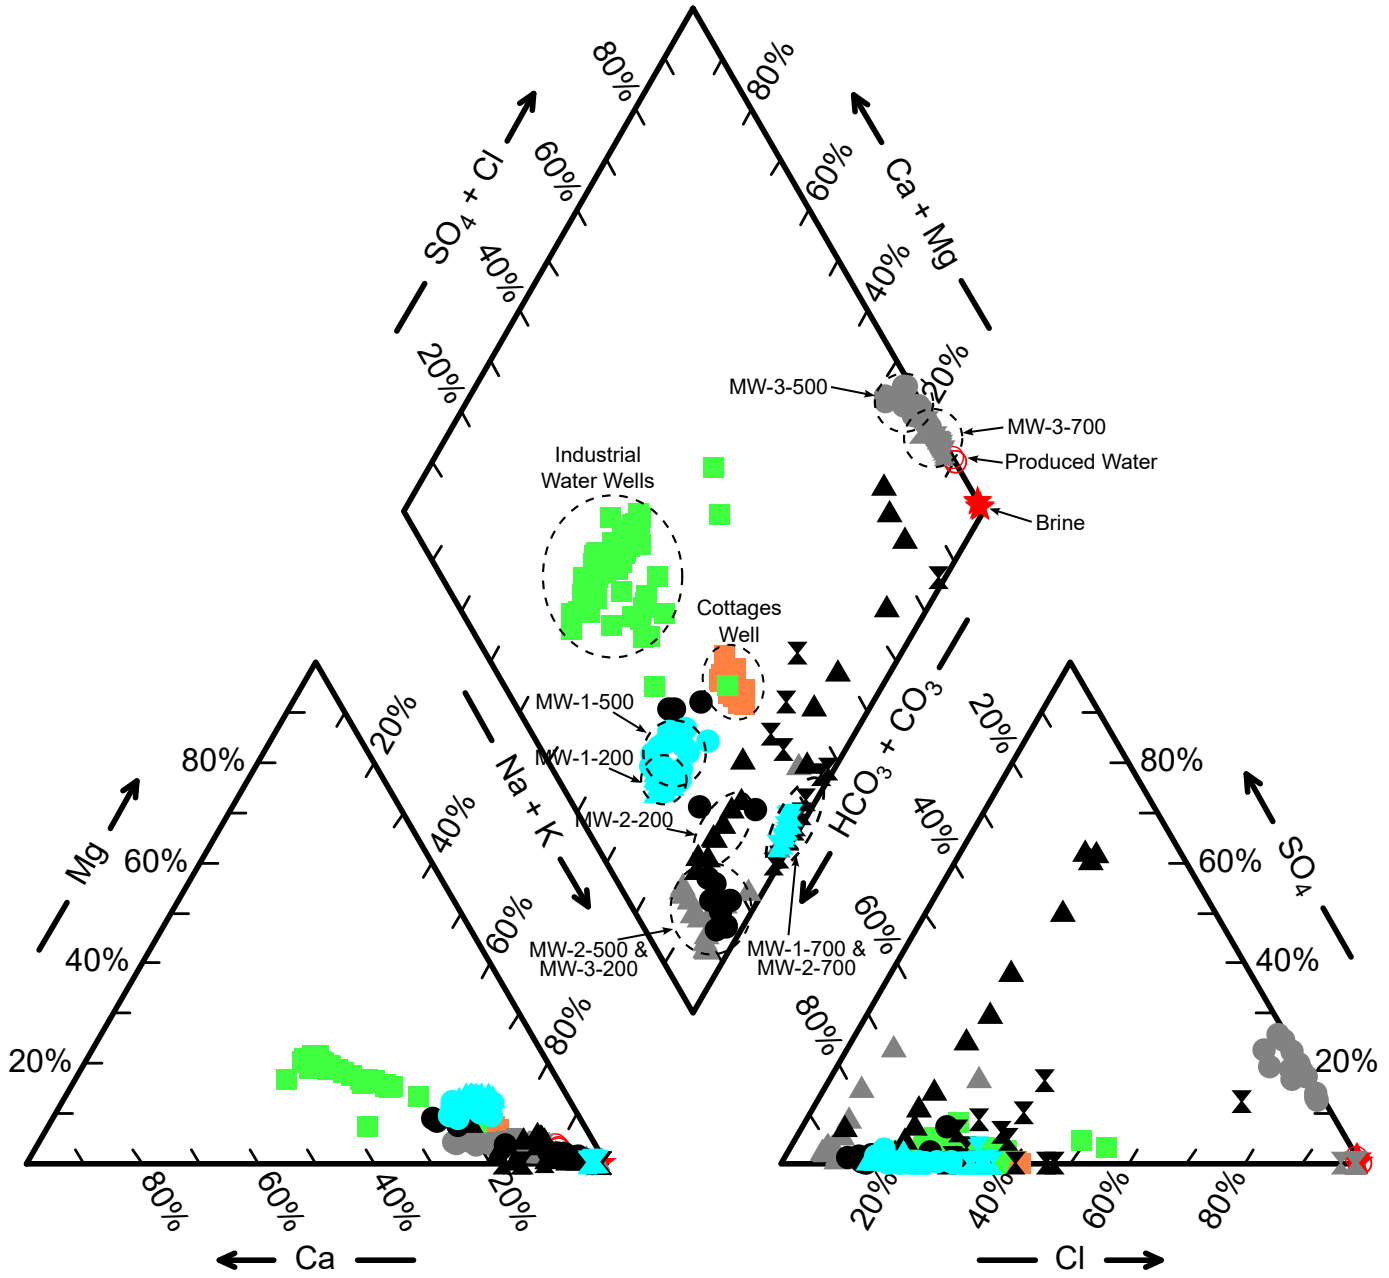 80%
80%
60%
60%
SO₄ + Cl
Ca + Mg
40%
40%
20%
20%
MW-3-500
MW-3-700
Produced Water
Brine
Industrial
Water Wells
Cottages
Well
MW-1-500
MW-1-200
MW-2-200
MW-2-500 &
MW-3-200
MW-1-700 &
MW-2-700
Na + K
HCO₃ + CO₃
20%
40%
60%
80%
80%
60%
40%
20%
Mg
80%
60%
40%
20%
Ca
20%
40%
60%
80%
80%
60%
40%
20%
SO₄
20%
40%
60%
80%
Cl